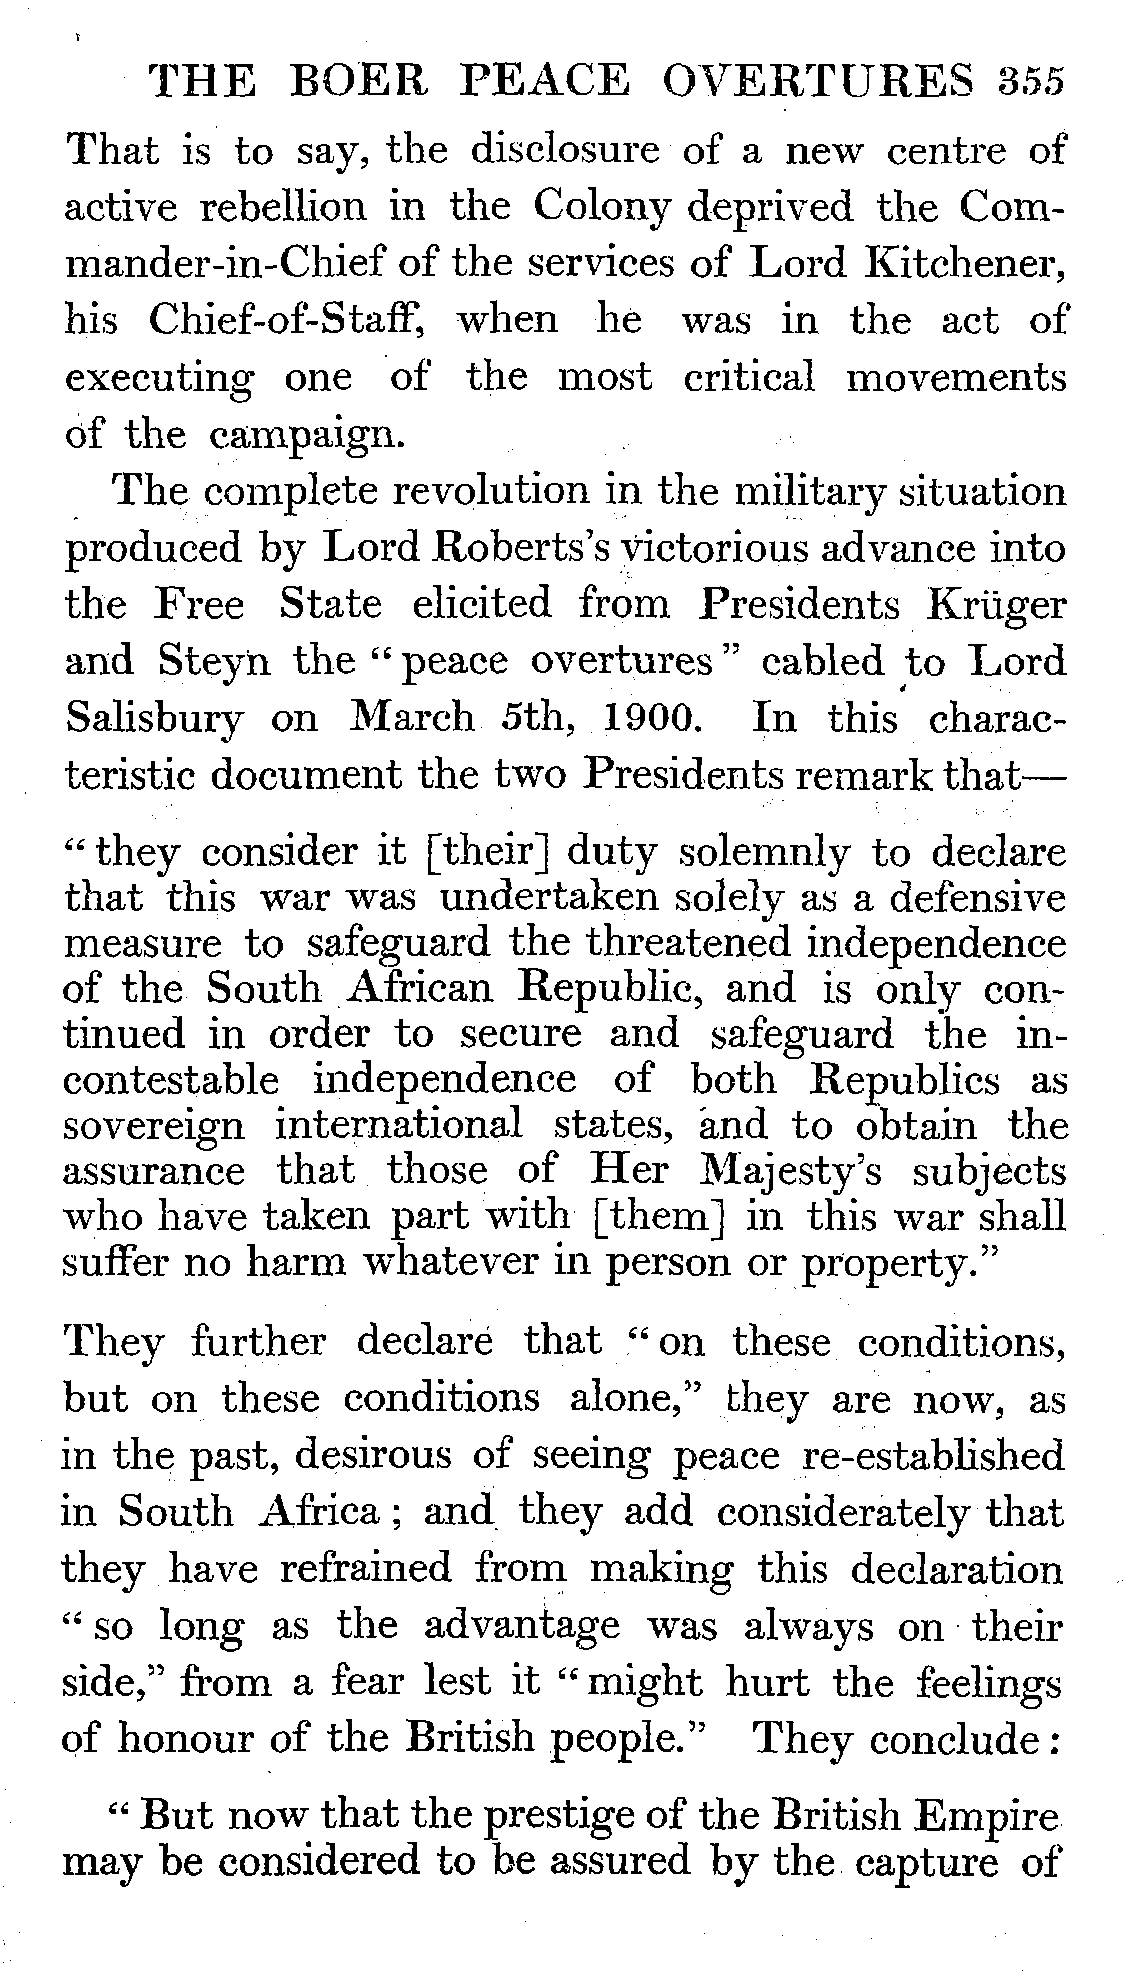 THE BOER PEACE OVERTURES 355
That is to say, the disclosure of a new centre of
active rebellion in the Colony deprived the Com-
mander-in-Chief of the services of Lord Kitchener,
his Chief-of-Staff, when he was in the act of
executing one of the most critical movements
of the campaign.
The complete revolution in the military situation
produced by Lord Roberts's victorious advance into
the Free State elicited from Presidents Krüger
and Steyn the "peace overtures" cabled to Lord
Salisbury on March 5th, 1900. In this charac-
teristic document the two Presidents remark that—
"they consider it [their] duty solemnly to declare
that this war was undertaken solely as a defensive
measure to safeguard the threatened independence
of the South African Republic, and is only con-
tinued in order to secure and safeguard the in-
contestable independence of both Republics as
sovereign international states, and to obtain the
assurance that those of Her Majesty's subjects
who have taken part with [them] in this war shall
suffer no harm whatever in person or property."
They further declare that "on these conditions,
but on these conditions alone," they are now, as
in the past, desirous of seeing peace re-established
in South Africa; and they add considerately that
they have refrained from making this declaration
"so long as the advantage was always on their
side," from a fear lest it "might hurt the feelings
of honour of the British people." They conclude:
"But now that the prestige of the British Empire
may be considered to be assured by the capture of